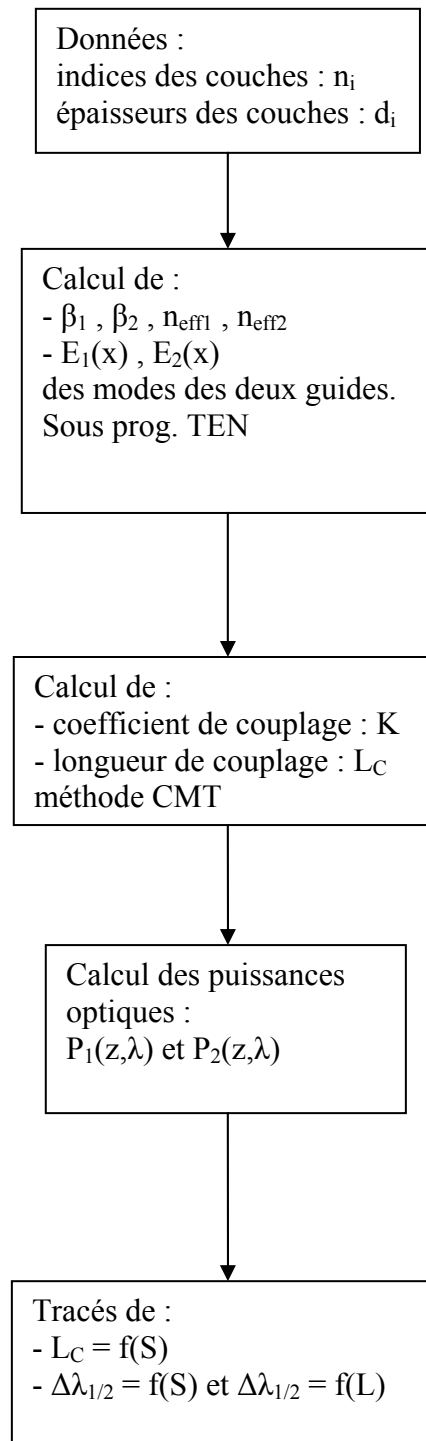 Données :
indices des couches : nᵢ
épaisseurs des couches : dᵢ
Calcul de :
- β₁ , β₂ , nₑff₁ , nₑff₂
- E₁(x) , E₂(x)
des modes des deux guides.
Sous prog. TEN
Calcul de :
- coefficient de couplage : K
- longueur de couplage : L_C
méthode CMT
Calcul des puissances
optiques :
P₁(z,λ) et P₂(z,λ)
Tracés de :
- L_C = f(S)
- Δλ₁/₂ = f(S) et Δλ₁/₂ = f(L)